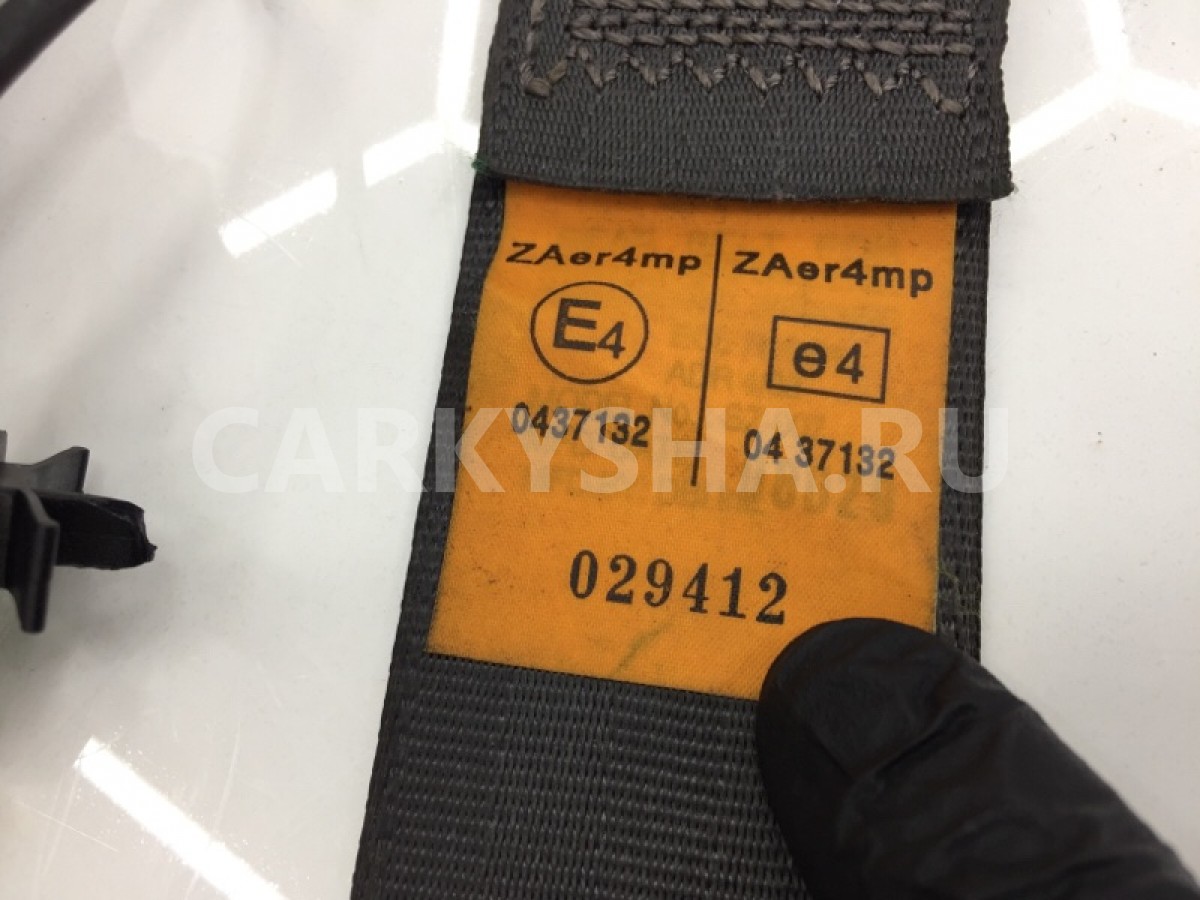 ZAer4mp ZAer4mp
E4 e4
0437132 04 37132
CARKYSHA.RU
029412